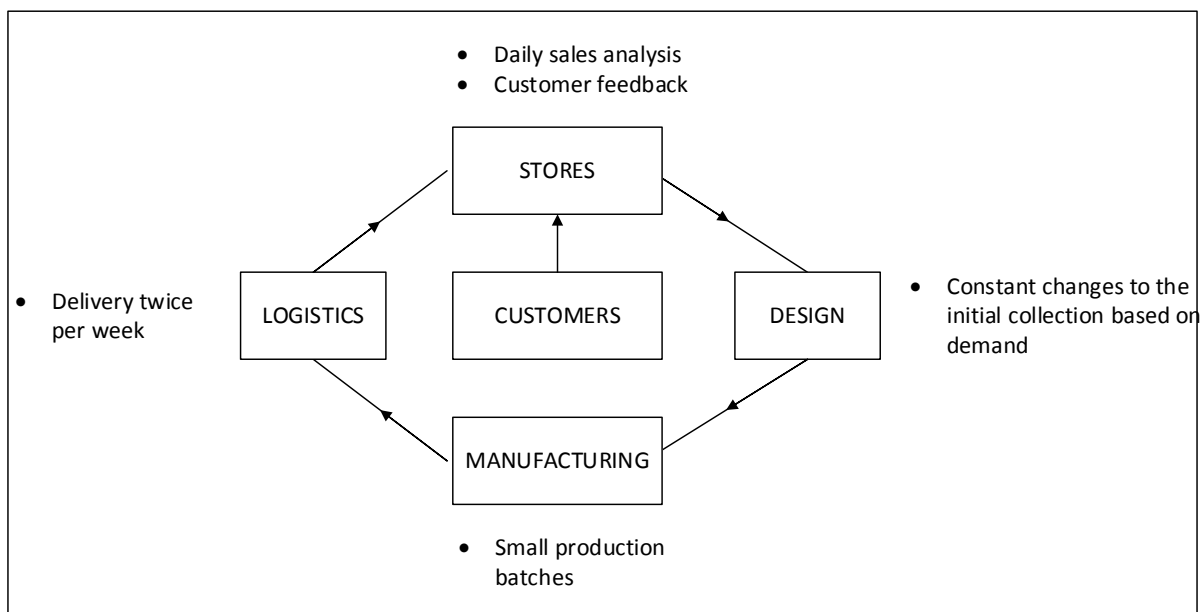 • Daily sales analysis
• Customer feedback
STORES
• Delivery twice
per week
LOGISTICS
CUSTOMERS
DESIGN
• Constant changes to the
initial collection based on
demand
MANUFACTURING
• Small production
batches